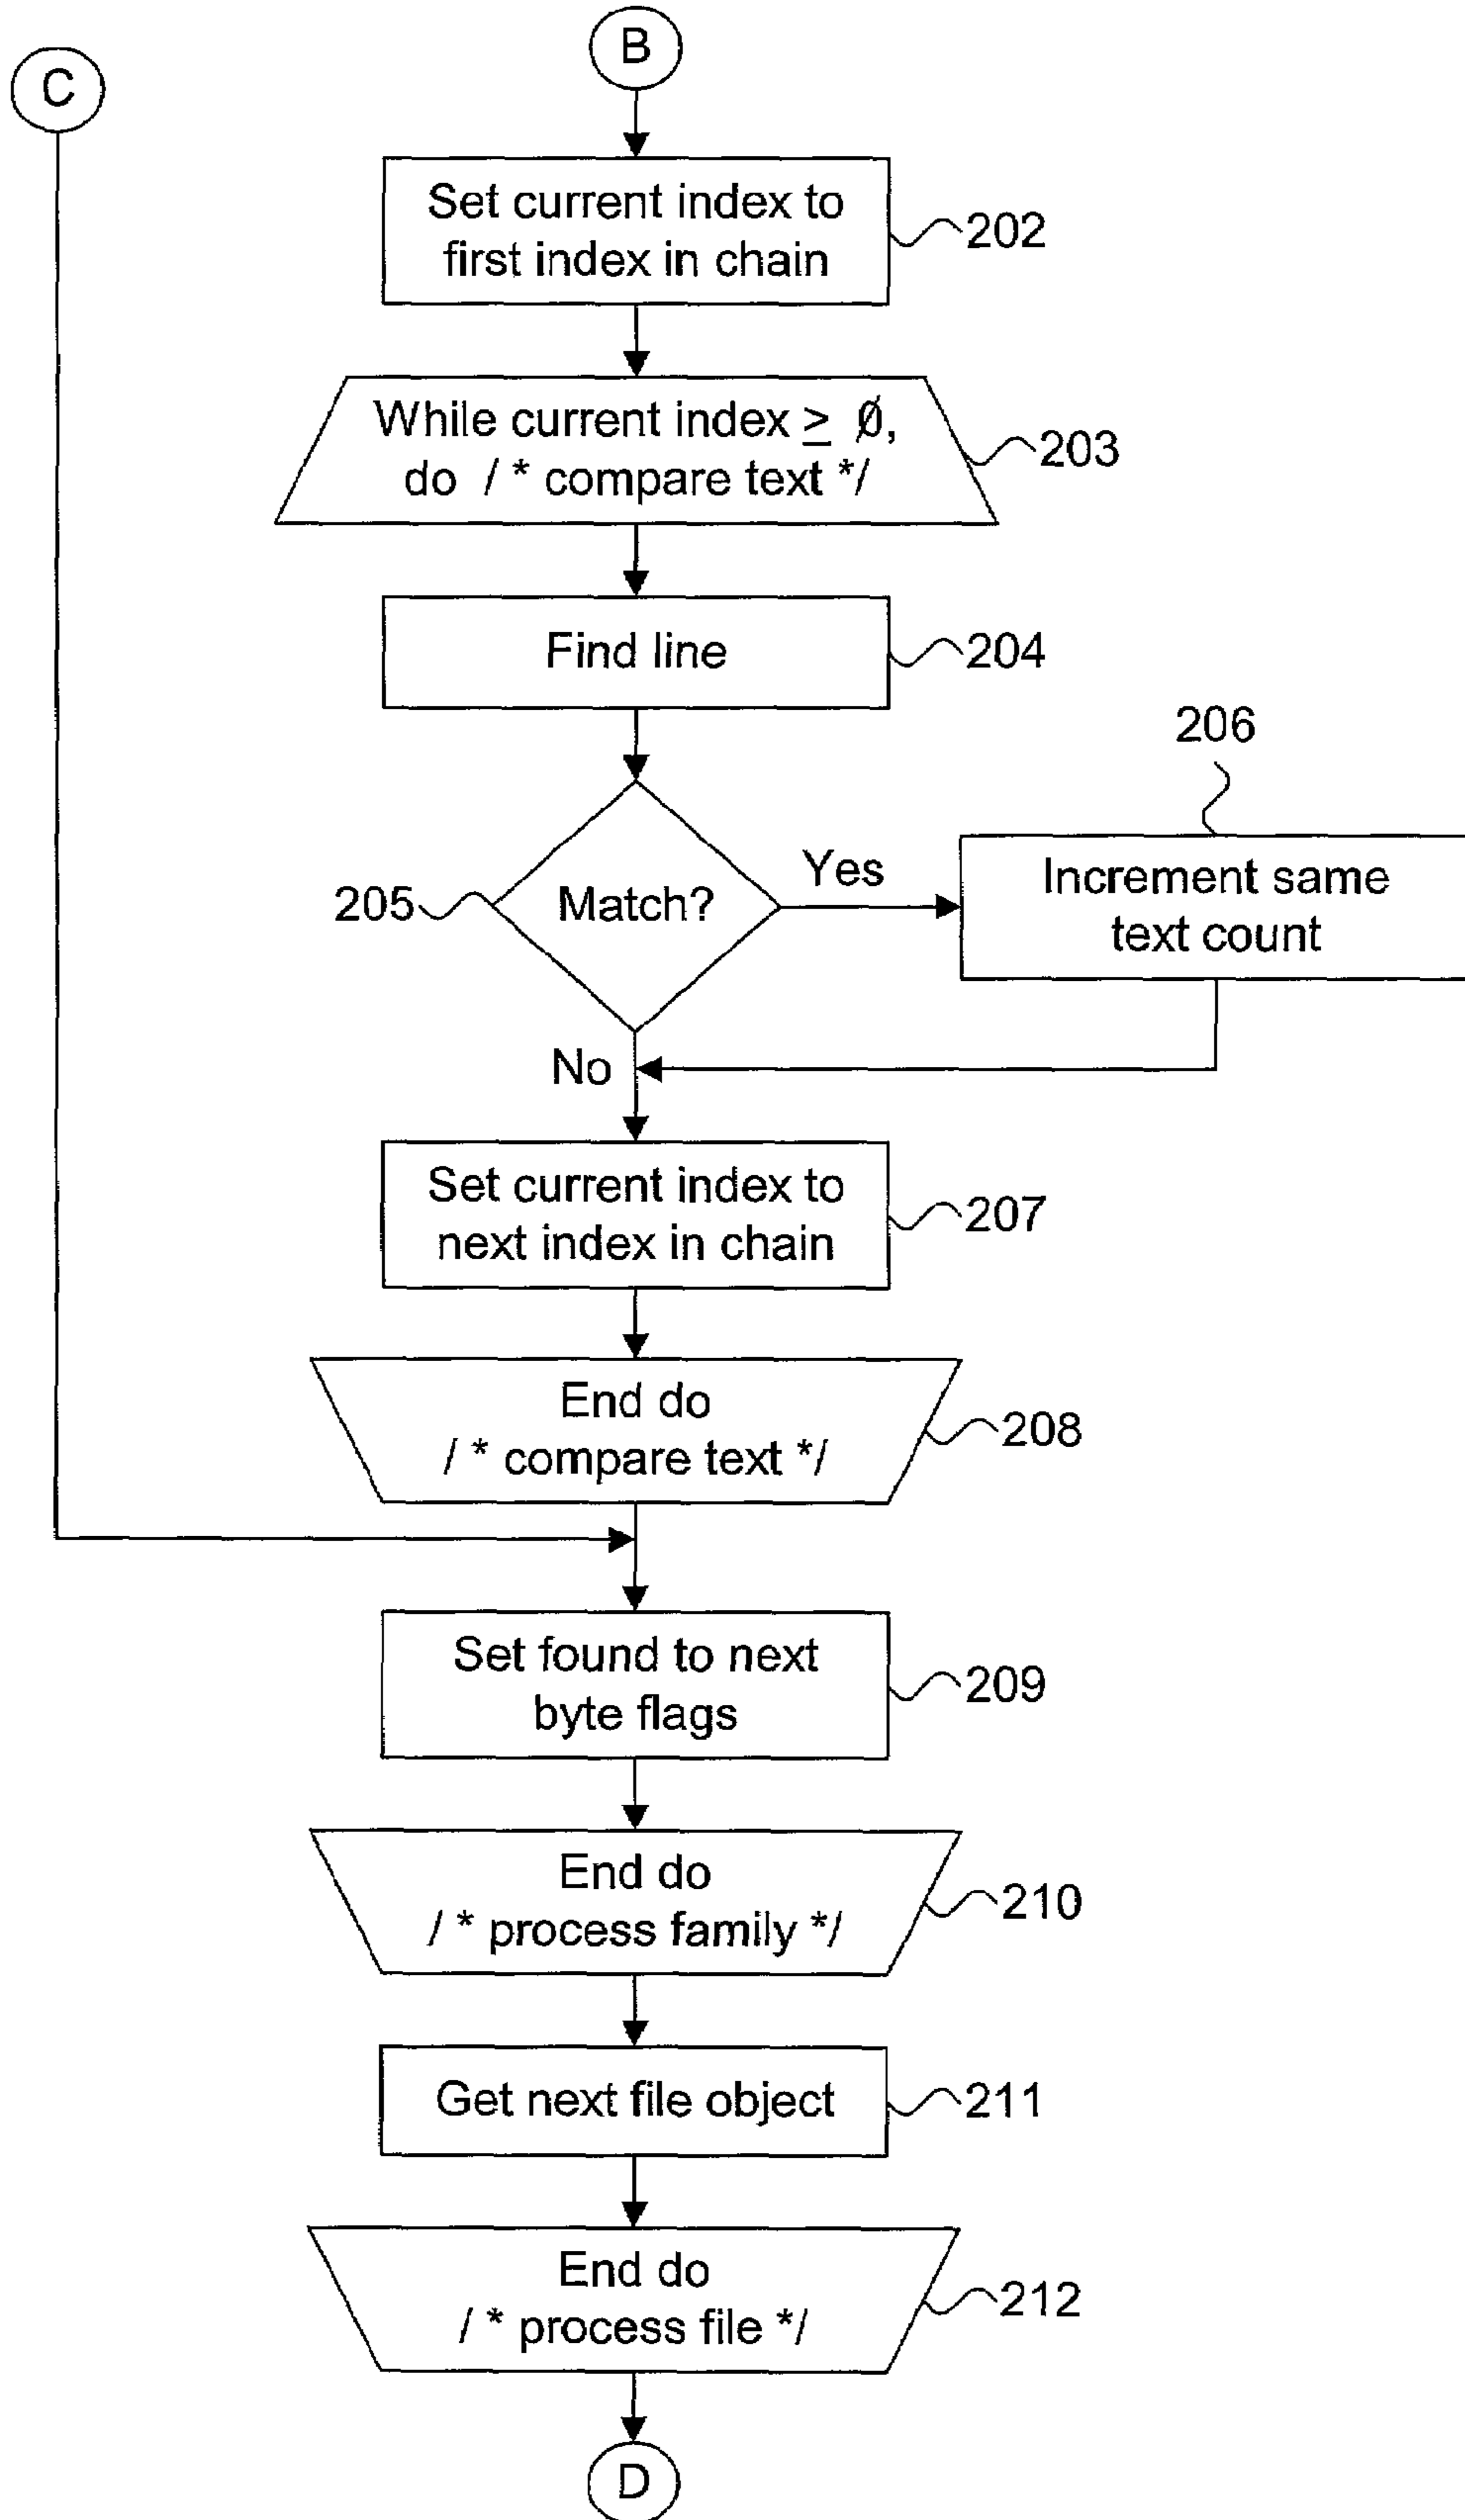 B
C
Set current index to
first index in chain
202
While current index ≥ Ø,
do / * compare text */
203
Find line
204
206
205
Match?
Yes
Increment same
text count
No
Set current index to
next index in chain
207
End do
/ * compare text */
208
Set found to next
byte flags
209
End do
/ * process family */
210
Get next file object
211
End do
/ * process file */
212
D